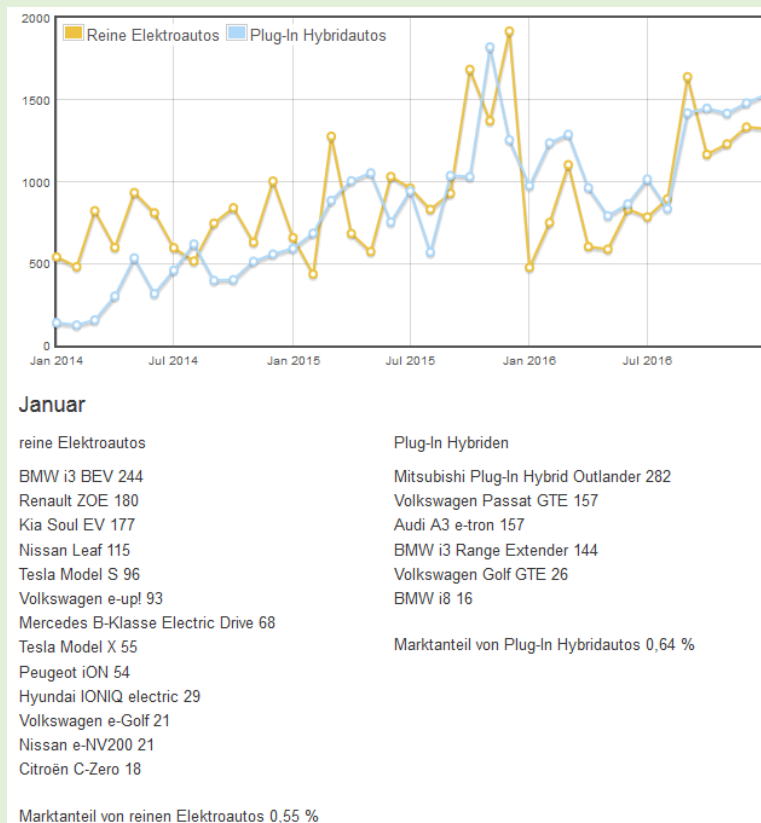 2000
Reine Elektroautos Plug-In Hybridautos
1500
1000
500
0
Jan 2014 Jul 2014 Jan 2015 Jul 2015 Jan 2016 Jul 2016
Januar
reine Elektroautos
BMW i3 BEV 244
Renault ZOE 180
Kia Soul EV 177
Nissan Leaf 115
Tesla Model S 96
Volkswagen e-up! 93
Mercedes B-Klasse Electric Drive 68
Tesla Model X 55
Peugeot iON 54
Hyundai IONIQ electric 29
Volkswagen e-Golf 21
Nissan e-NV200 21
Citroën C-Zero 18
Marktanteil von reinen Elektroautos 0,55 %
Plug-In Hybriden
Mitsubishi Plug-In Hybrid Outlander 282
Volkswagen Passat GTE 157
Audi A3 e-tron 157
BMW i3 Range Extender 144
Volkswagen Golf GTE 26
BMW i8 16
Marktanteil von Plug-In Hybridautos 0,64 %